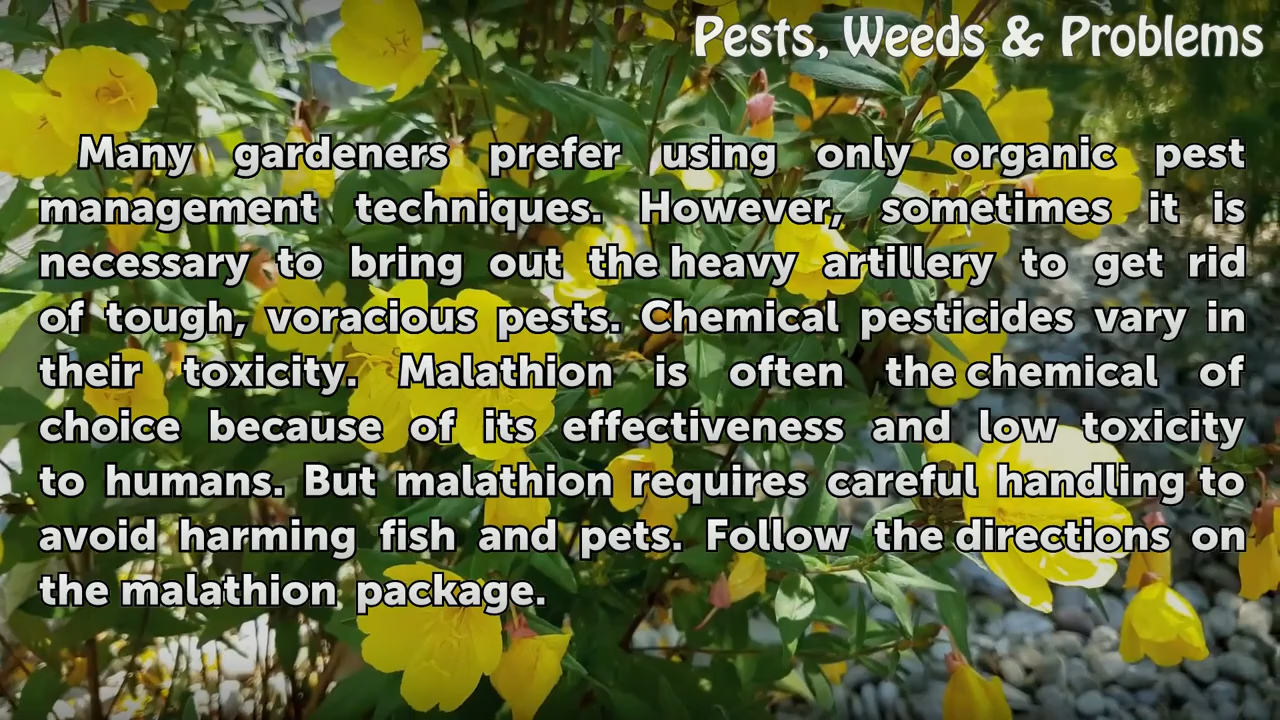 Pests, Weeds & Problems
Many gardeners prefer using only organic pest
management techniques. However, sometimes it is
necessary to bring out the heavy artillery to get rid
of tough, voracious pests. Chemical pesticides vary in
their toxicity. Malathion is often the chemical of
choice because of its effectiveness and low toxicity
to humans. But malathion requires careful handling to
avoid harming fish and pets. Follow the directions on
the malathion package.